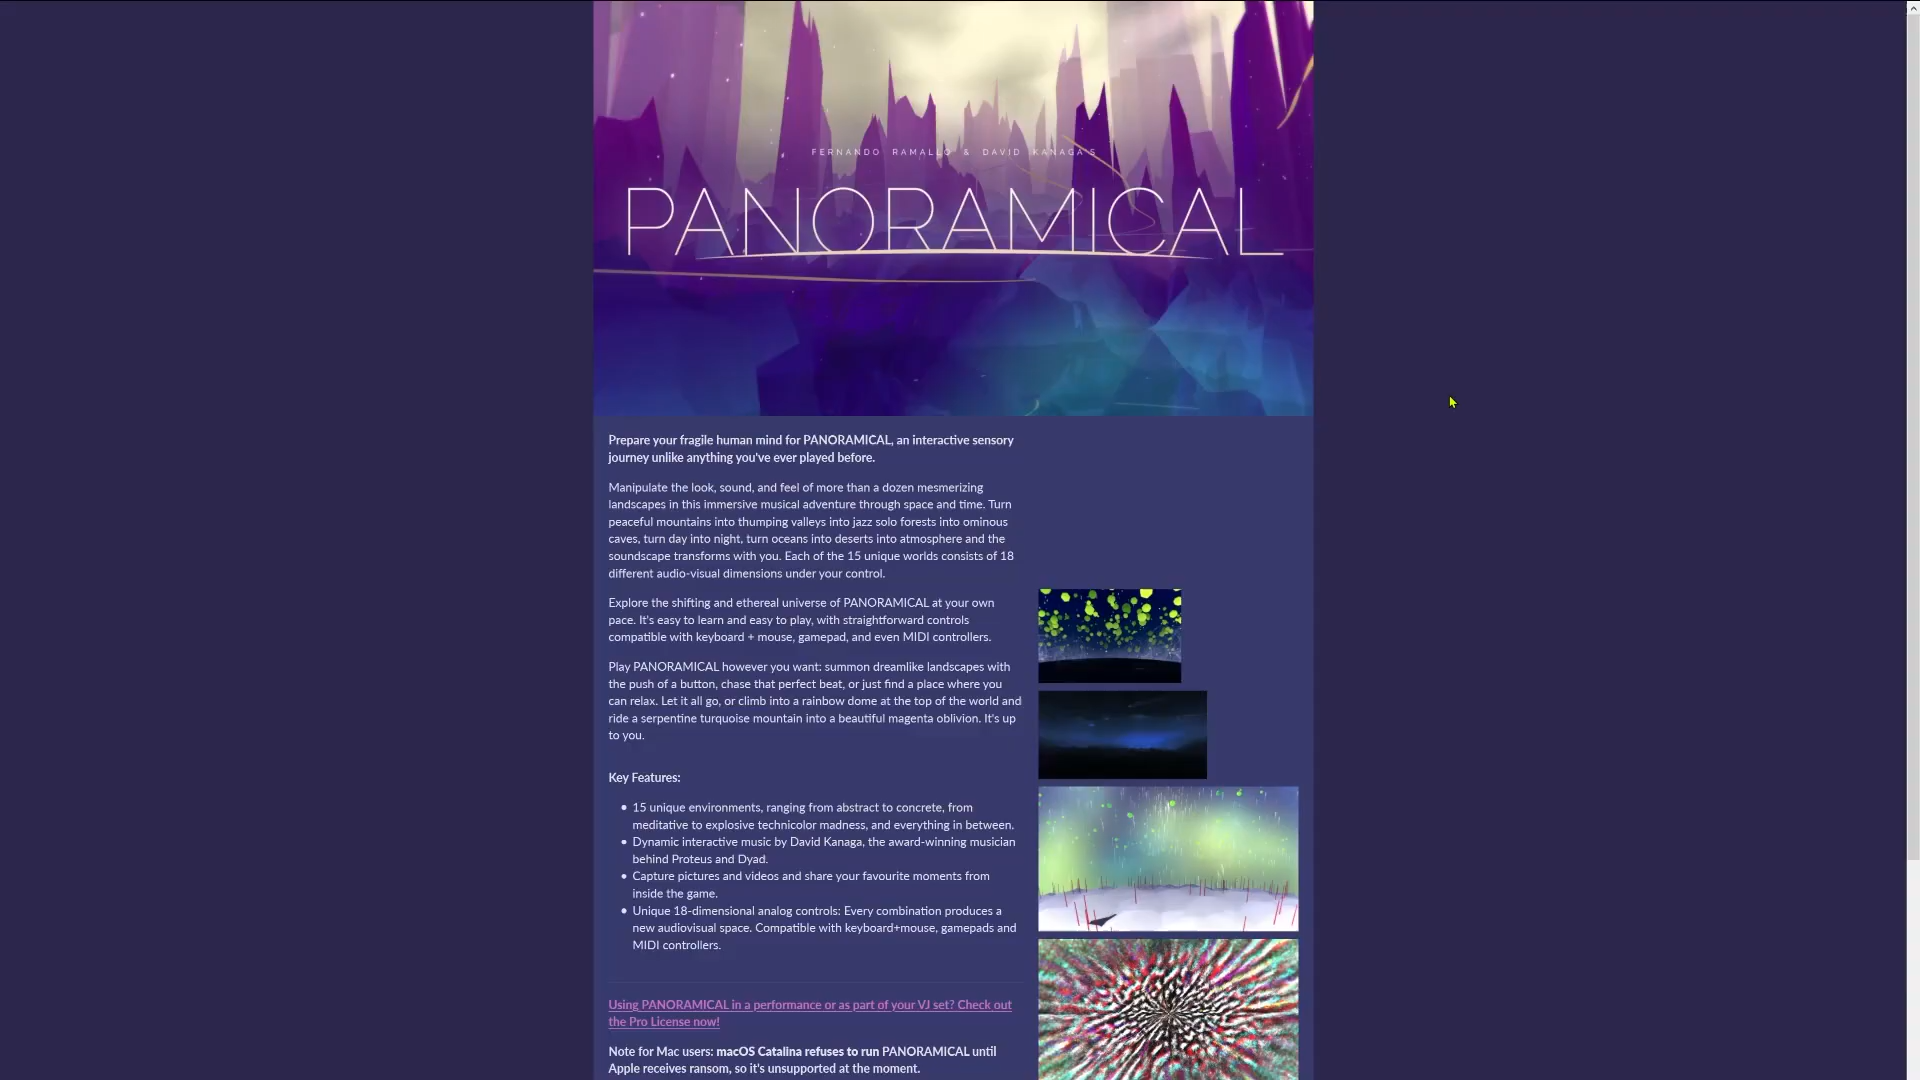 FERNANDO RAMALLO & DAVID KANAGA'S
PANORAMICAL
Prepare your fragile human mind for PANORAMICAL, an interactive sensory
journey unlike anything you've ever played before.
Manipulate the look, sound, and feel of more than a dozen mesmerizing
landscapes in this immersive musical adventure through space and time. Turn
peaceful mountains into thumping valleys into jazz solo forests into ominous
caves, turn day into night, turn oceans into deserts into atmosphere and the
soundscape transforms with you. Each of the 15 unique worlds consists of 18
different audio-visual dimensions under your control.
Explore the shifting and ethereal universe of PANORAMICAL at your own
pace. It's easy to learn and easy to play, with straightforward controls
compatible with keyboard + mouse, gamepad, and even MIDI controllers.
Play PANORAMICAL however you want: summon dreamlike landscapes with
the push of a button, chase that perfect beat, or just find a place where you
can relax. Let it all go, or climb into a rainbow dome at the top of the world and
ride a serpentine turquoise mountain into a beautiful magenta oblivion. It's up
to you.
Key Features:
• 15 unique environments, ranging from abstract to concrete, from
meditative to explosive technicolor madness, and everything in between.
• Dynamic interactive music by David Kanaga, the award-winning musician
behind Proteus and Dyad.
• Capture pictures and videos and share your favourite moments from
inside the game.
• Unique 18-dimensional analog controls: Every combination produces a
new audiovisual space. Compatible with keyboard+mouse, gamepads and
MIDI controllers.
Using PANORAMICAL in a performance or as part of your VJ set? Check out
the Pro License now!
Note for Mac users: macOS Catalina refuses to run PANORAMICAL until
Apple receives ransom, so it's unsupported at the moment.